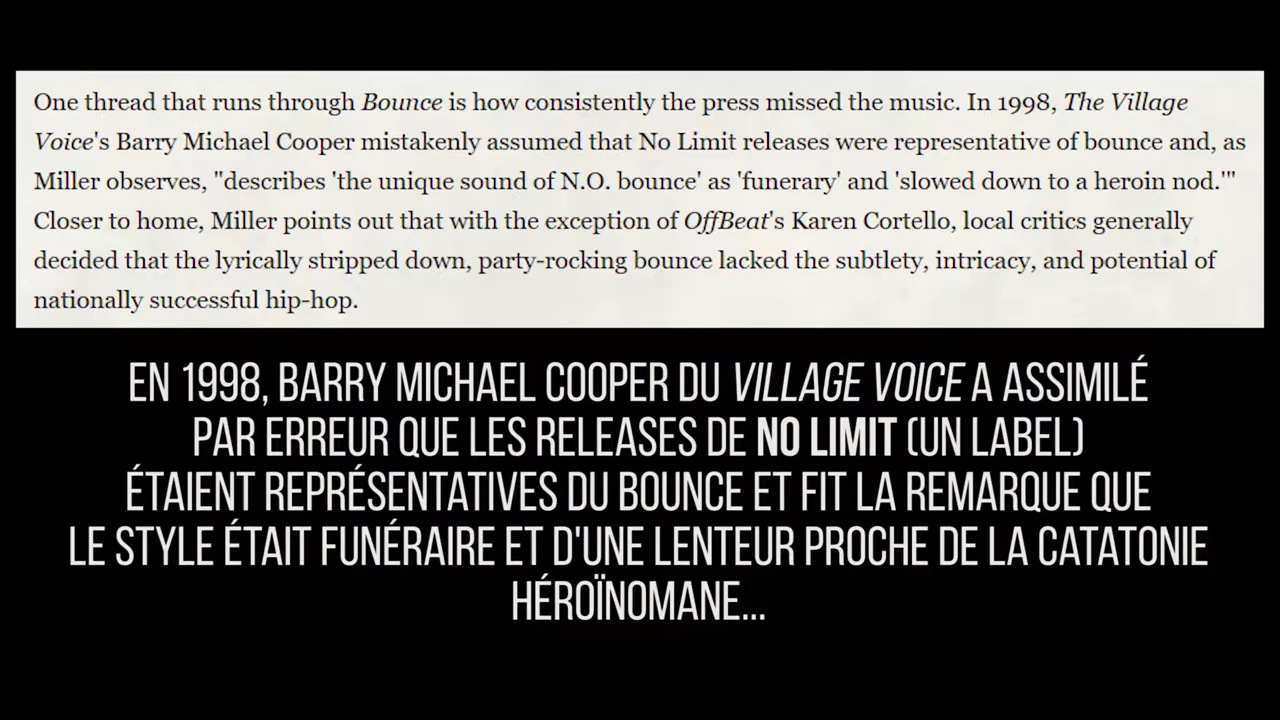 One thread that runs through Bounce is how consistently the press missed the music. In 1998, The Village
Voice's Barry Michael Cooper mistakenly assumed that No Limit releases were representative of bounce and, as
Miller observes, "describes 'the unique sound of N.O. bounce' as 'funerary' and 'slowed down to a heroin nod.'"
Closer to home, Miller points out that with the exception of OffBeat's Karen Cortello, local critics generally
decided that the lyrically stripped down, party-rocking bounce lacked the subtlety, intricacy, and potential of
nationally successful hip-hop.
EN 1998, BARRY MICHAEL COOPER DU VILLAGE VOICE A ASSIMILÉ
PAR ERREUR QUE LES RELEASES DE NO LIMIT (UN LABEL)
ÉTAIENT REPRÉSENTATIVES DU BOUNCE ET FIT LA REMARQUE QUE
LE STYLE ÉTAIT FUNÉRAIRE ET D'UNE LENTEUR PROCHE DE LA CATATONIE
HÉROÏNOMANE...